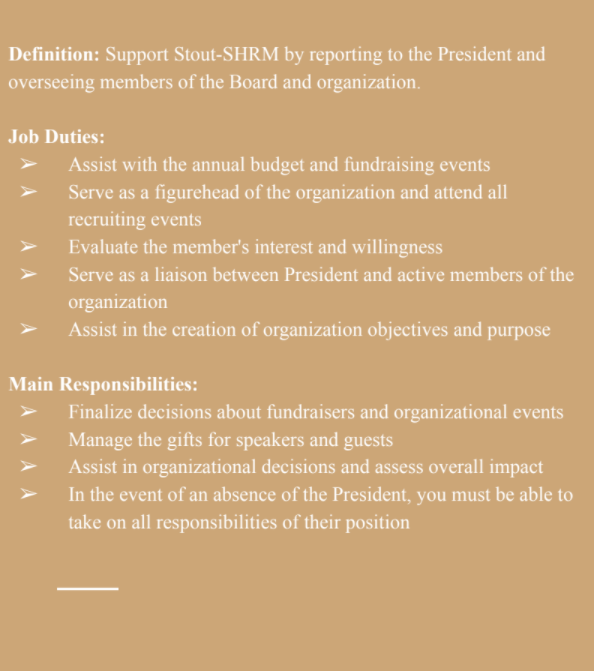 Definition: Support Stout-SHRM by reporting to the President and
overseeing members of the Board and organization.
Job Duties:
➢ Assist with the annual budget and fundraising events
➢ Serve as a figurehead of the organization and attend all
recruiting events
➢ Evaluate the member's interest and willingness
➢ Serve as a liaison between President and active members of the
organization
➢ Assist in the creation of organization objectives and purpose
Main Responsibilities:
➢ Finalize decisions about fundraisers and organizational events
➢ Manage the gifts for speakers and guests
➢ Assist in organizational decisions and assess overall impact
➢ In the event of an absence of the President, you must be able to
take on all responsibilities of their position